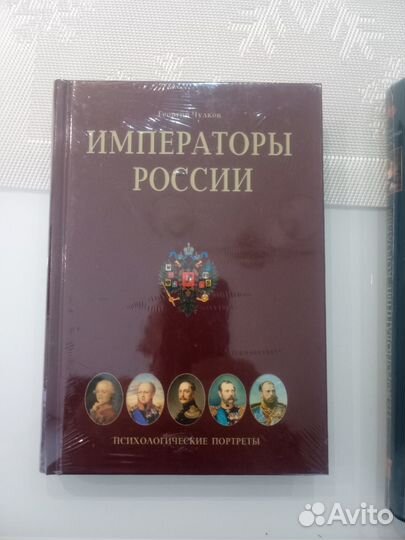 Георгий Чулков
ИМПЕРАТОРЫ
РОССИИ
ПСИХОЛОГИЧЕСКИЕ ПОРТРЕТЫ
Avito